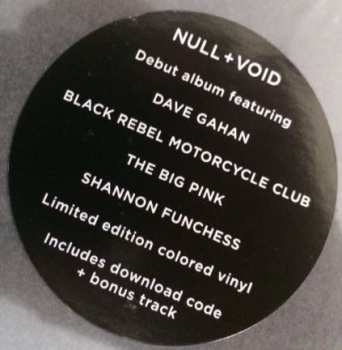 NULL + VOID
Debut album featuring
DAVE GAHAN
BLACK REBEL MOTORCYCLE CLUB
THE BIG PINK
SHANNON FUNCHESS
Limited edition colored vinyl
Includes download code
+ bonus track